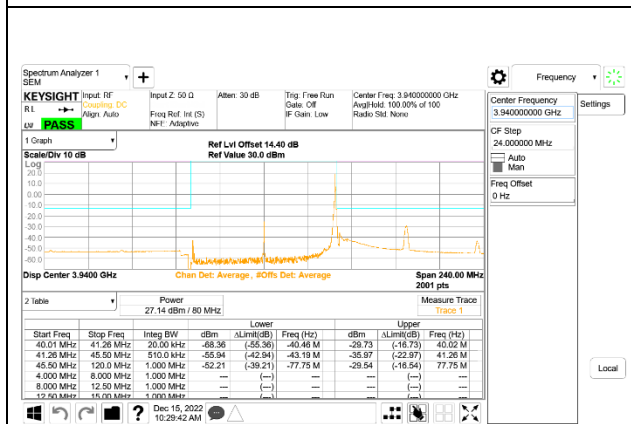 Spectrum Analyzer 1
SEM
Frequency
KEYSIGHT
RL
PASS
Input: RF
Coupling: DC
Align: Auto
Input Z: 50 Ω
Freq Ref: Int (S)
NFE: Adaptive
Atten: 30 dB
Trig: Free Run
Gate: Off
IF Gain: Low
Center Freq: 3.940000000 GHz
Avg|Hold: 100.00% of 100
Radio Std: None
Center Frequency
3.940000000 GHz
Settings
CF Step
24.000000 MHz
Auto
Man
Freq Offset
0 Hz
1 Graph
Scale/Div 10 dB
Ref Lvl Offset 14.40 dB
Ref Value 30.0 dBm
Log
20.0
10.0
0.00
-10.0
-20.0
-30.0
-40.0
-50.0
-60.0
Disp Center 3.9400 GHz
Chan Det: Average , #Offs Det: Average
Span 240.00 MHz
2001 pts
2 Table
Power
27.14 dBm / 80 MHz
Measure Trace
Trace 1
Lower Upper
Start Freq Stop Freq Integ BW dBm ΔLimit(dB) Freq (Hz) dBm ΔLimit(dB) Freq (Hz)
40.01 MHz 41.26 MHz 20.00 kHz -68.36 (-55.36) -40.46 M -29.73 (-16.73) 40.02 M
41.26 MHz 45.50 MHz 510.0 kHz -55.94 (-42.94) -43.19 M -35.97 (-22.97) 41.26 M
45.50 MHz 120.0 MHz 1.000 MHz -52.21 (-39.21) -77.75 M -29.54 (-16.54) 77.75 M
4.000 MHz 8.000 MHz 1.000 MHz --- (---) --- --- (---) ---
8.000 MHz 12.50 MHz 1.000 MHz --- (---) --- --- (---) ---
12.50 MHz 15.00 MHz 1.000 MHz --- (---) --- --- (---) ---
Local
Dec 15, 2022
10:29:42 AM